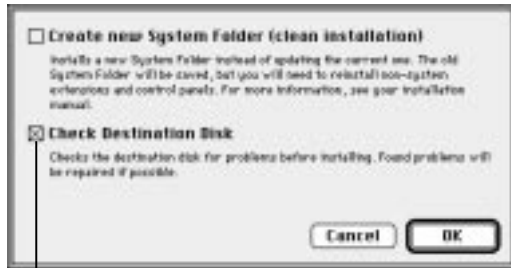 Create new System Folder (clean installation)
Installs a new System Folder instead of updating the current one. The old
System Folder will be saved, but you will need to reinstall non-system
extensions and control panels. For more information, see your installation
manual.
Check Destination Disk
Checks the destination disk for problems before installing. Found problems will
be repaired if possible.
Cancel OK